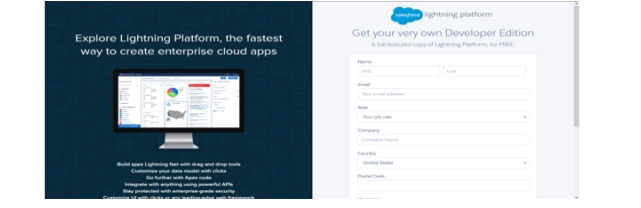 Explore Lightning Platform, the fastest
way to create enterprise cloud apps
Build apps Lightning fast with drag and drop tools
Customize your data model with clicks
Go further with Apex code
Integrate with anything using powerful APIs
Stay protected with enterprise-grade security
Customize UI with clicks or any leading-edge web framework
salesforce lightning platform
Get your very own Developer Edition
A full-featured copy of Lightning Platform, for FREE.
Name
First
Last
Email
Your email address
Role
Your job role
Company
Company Name
Country
United States
Postal Code